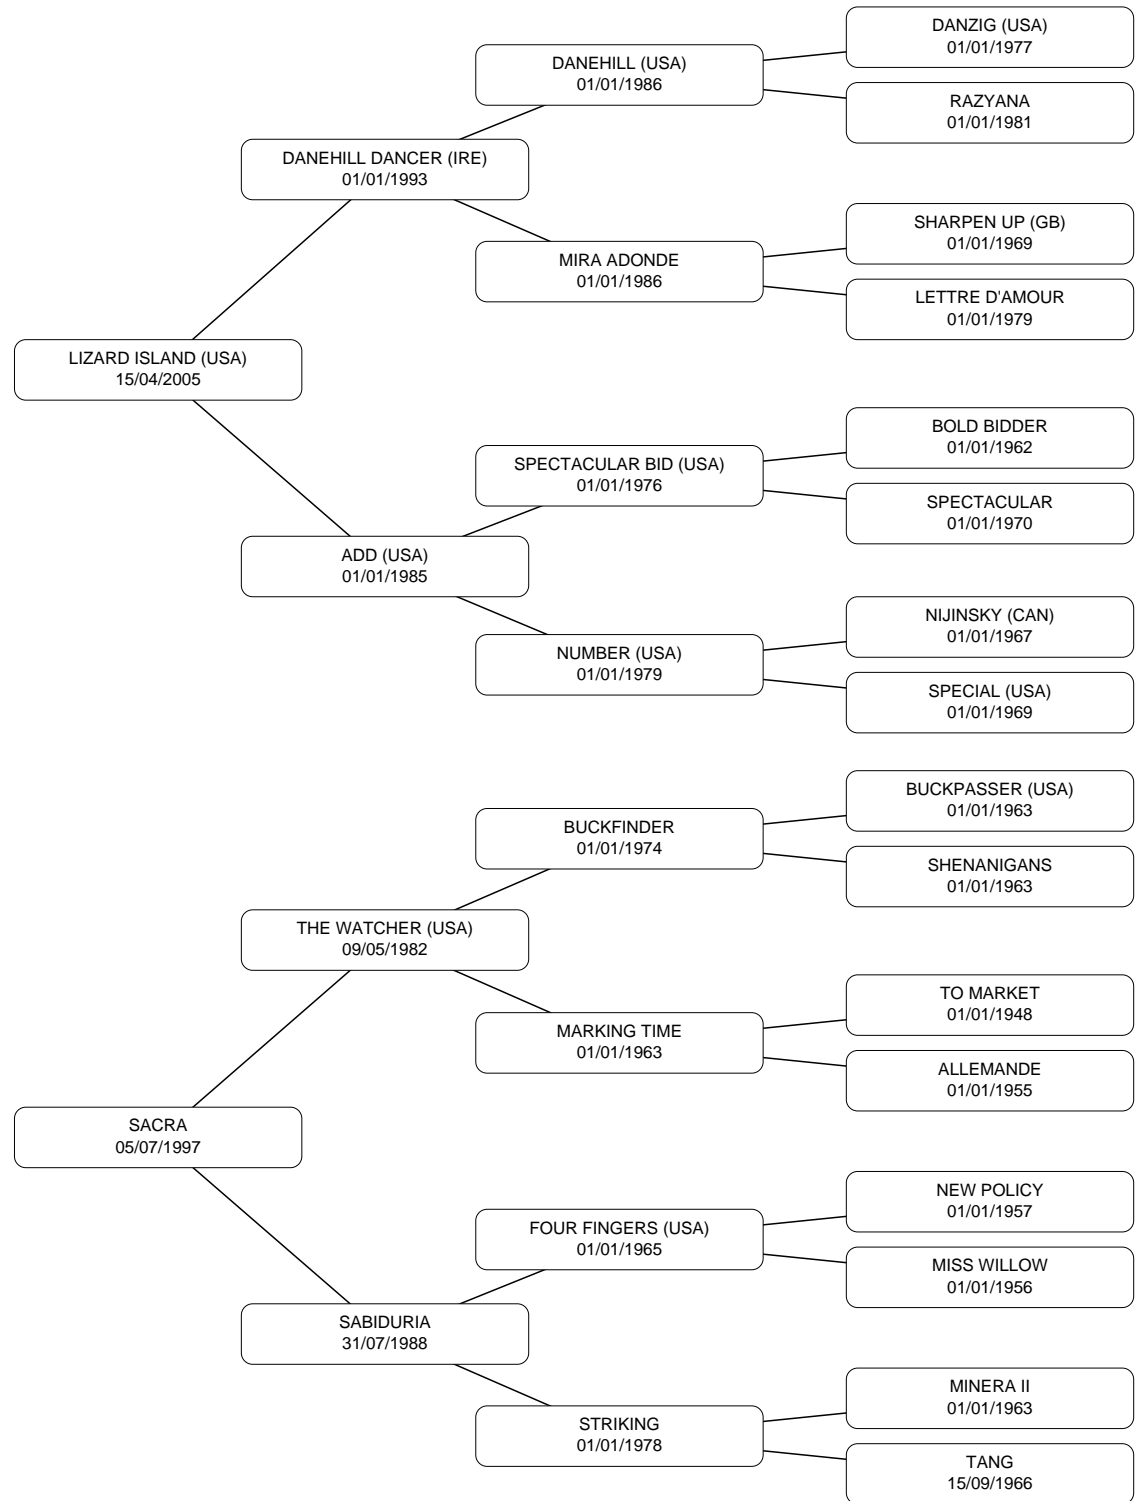 DANZIG (USA)
01/01/1977
DANEHILL (USA)
01/01/1986
RAZYANA
01/01/1981
DANEHILL DANCER (IRE)
01/01/1993
SHARPEN UP (GB)
01/01/1969
MIRA ADONDE
01/01/1986
LETTRE D'AMOUR
01/01/1979
LIZARD ISLAND (USA)
15/04/2005
BOLD BIDDER
01/01/1962
SPECTACULAR BID (USA)
01/01/1976
SPECTACULAR
01/01/1970
ADD (USA)
01/01/1985
NIJINSKY (CAN)
01/01/1967
NUMBER (USA)
01/01/1979
SPECIAL (USA)
01/01/1969
BUCKPASSER (USA)
01/01/1963
BUCKFINDER
01/01/1974
SHENANIGANS
01/01/1963
THE WATCHER (USA)
09/05/1982
TO MARKET
01/01/1948
MARKING TIME
01/01/1963
ALLEMANDE
01/01/1955
SACRA
05/07/1997
NEW POLICY
01/01/1957
FOUR FINGERS (USA)
01/01/1965
MISS WILLOW
01/01/1956
SABIDURIA
31/07/1988
MINERA II
01/01/1963
STRIKING
01/01/1978
TANG
15/09/1966